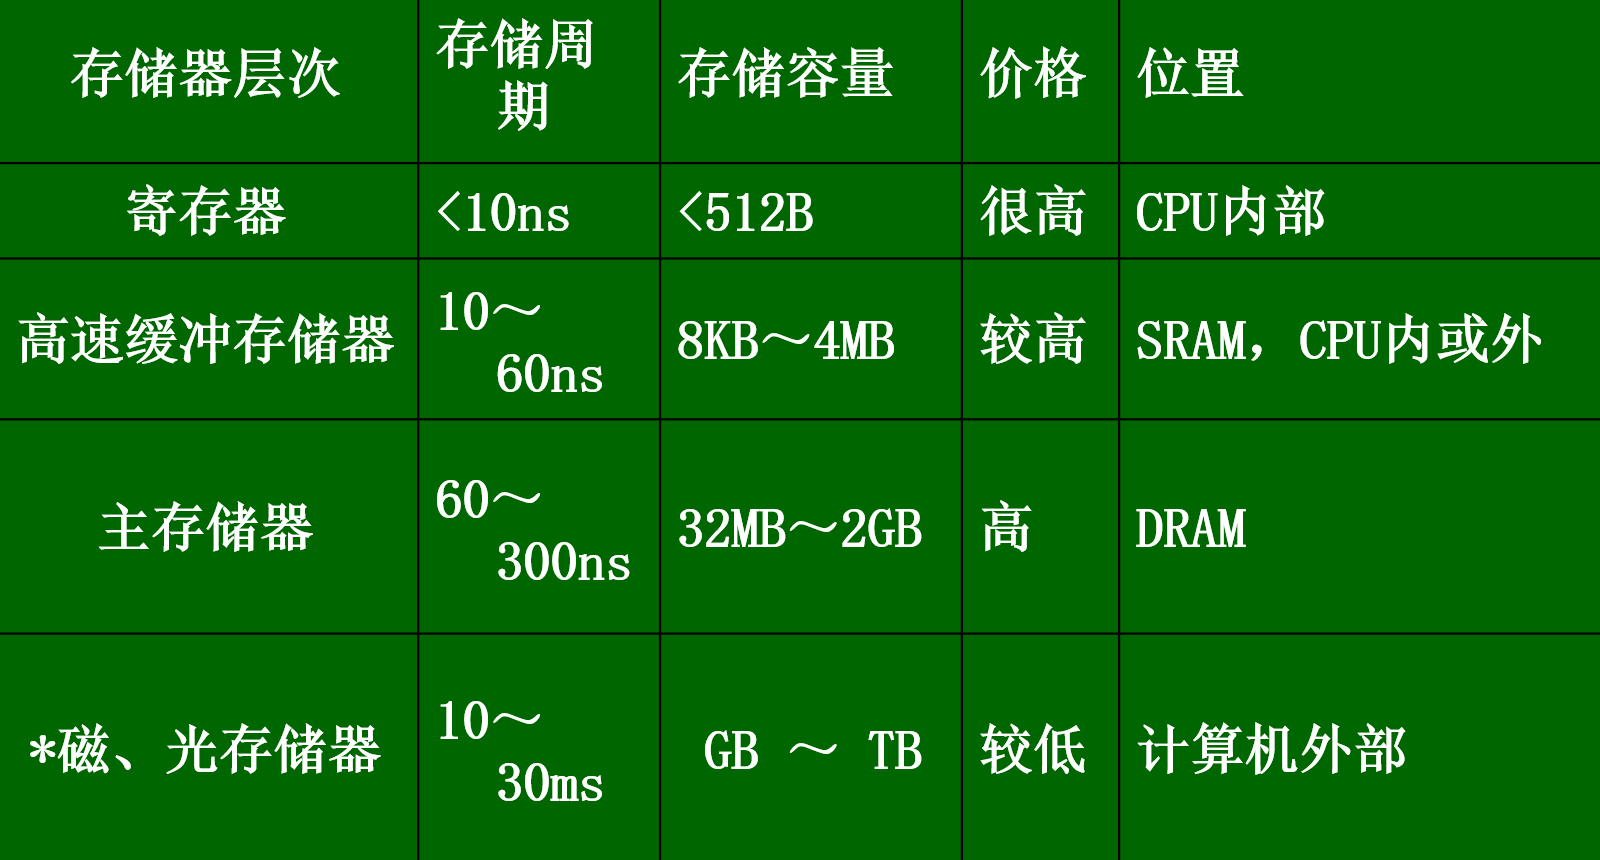 存储器层次
存储周
期
存储容量
价格
位置
寄存器
<10ns
<512B
很高
CPU内部
高速缓冲存储器
10～
60ns
8KB～4MB
较高
SRAM，CPU内或外
主存储器
60～
300ns
32MB～2GB
高
DRAM
*磁、光存储器
10～
30ms
GB ～ TB
较低
计算机外部